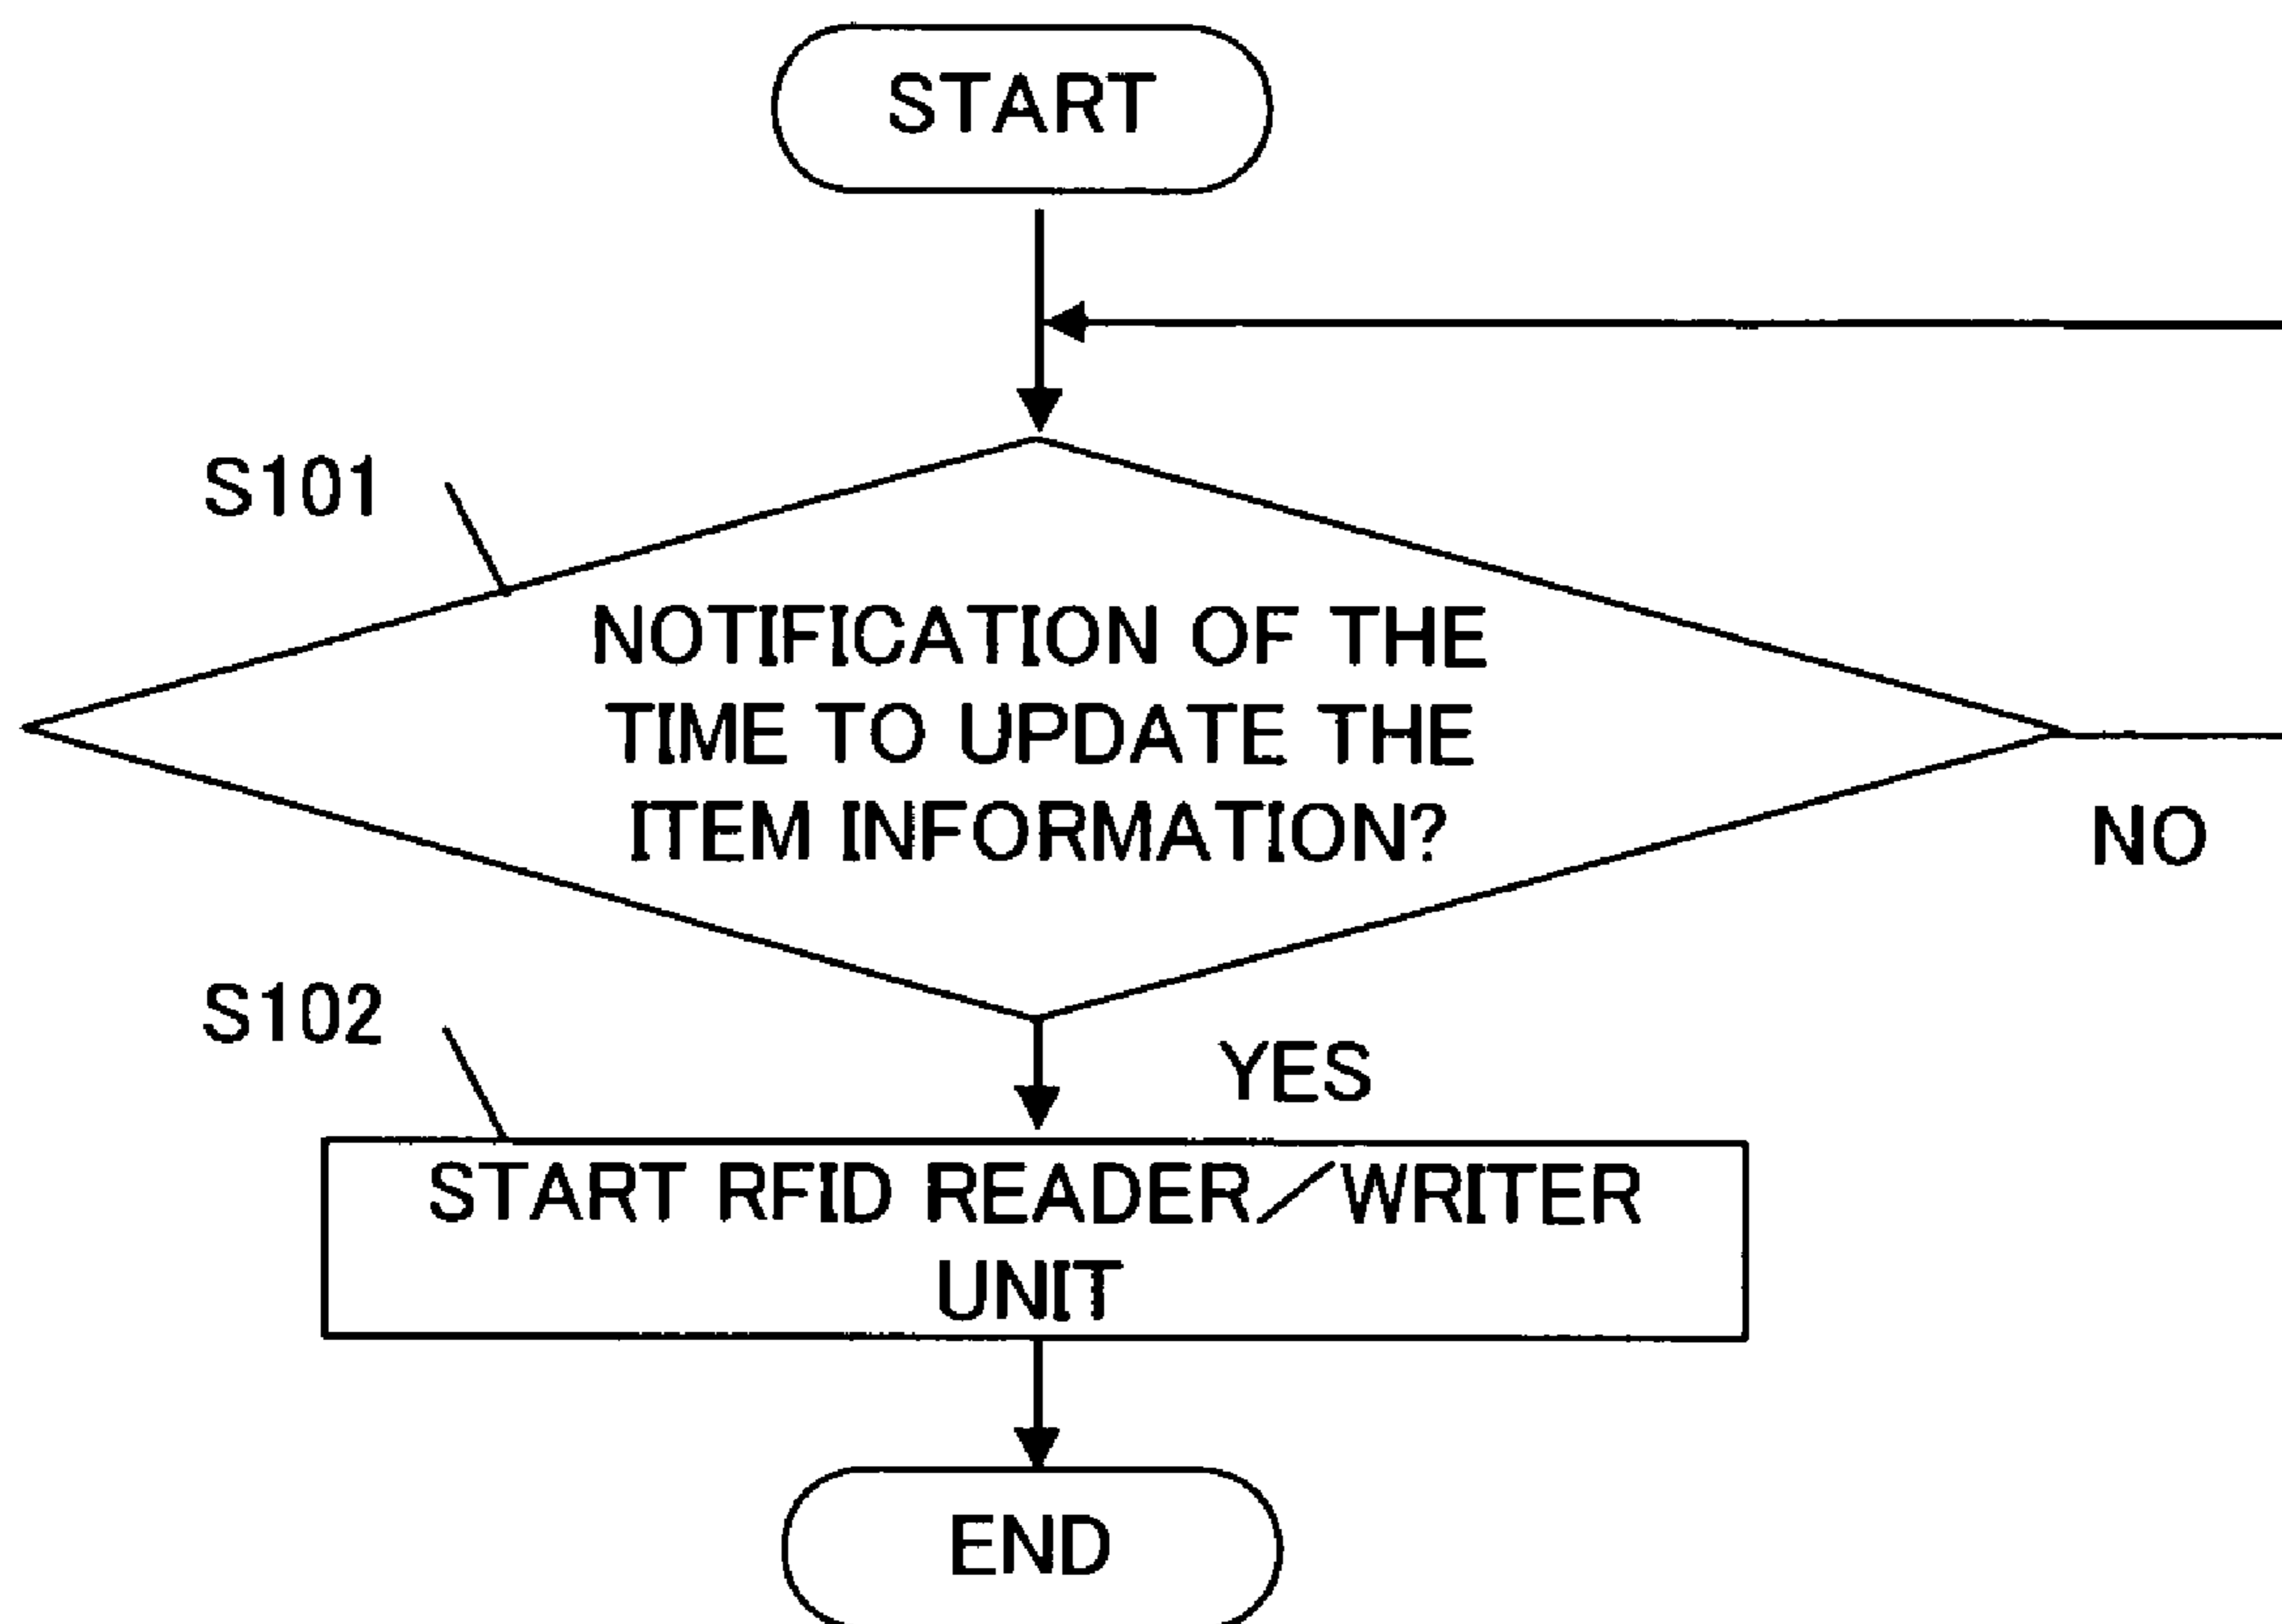 START
S101
NOTIFICATION OF THE
TIME TO UPDATE THE
ITEM INFORMATION?
NO
S102
YES
START RFID READER/WRITER
UNIT
END